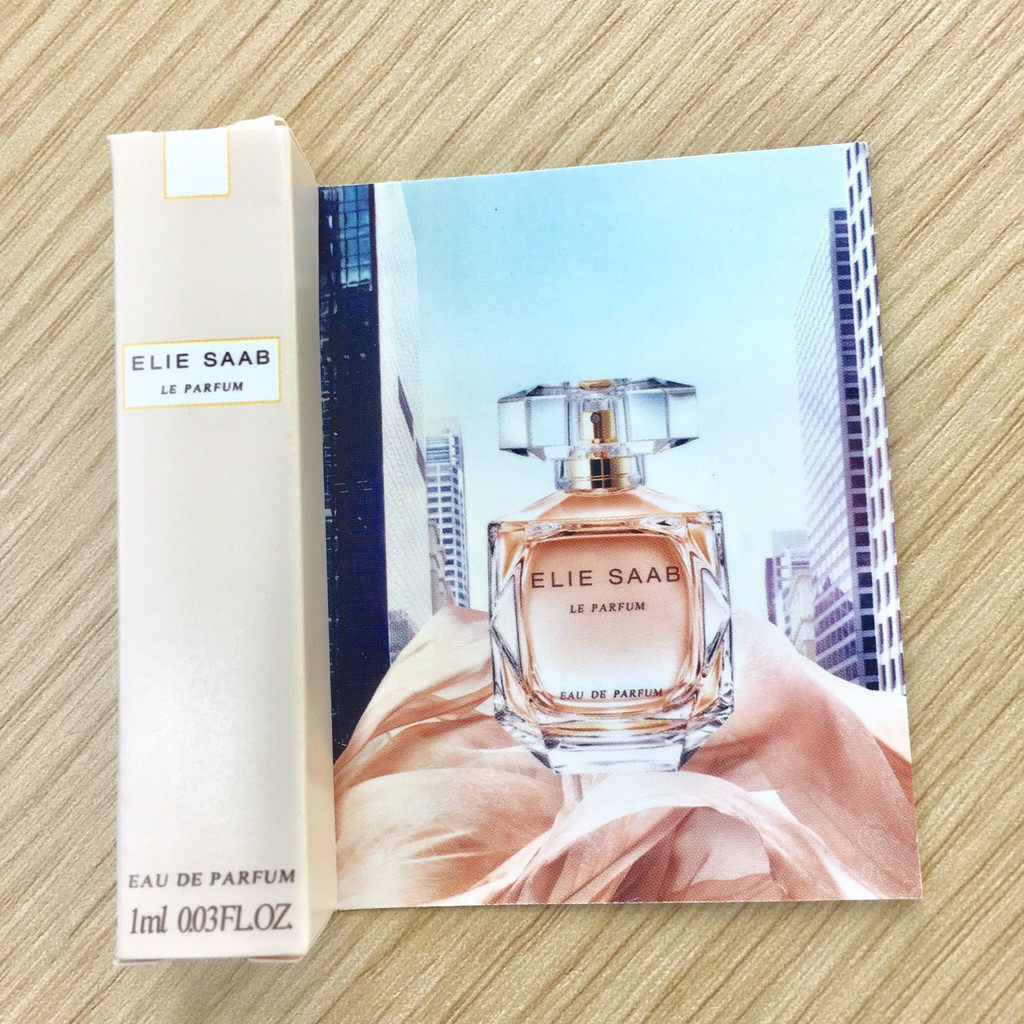 ELIE SAAB
LE PARFUM
EAU DE PARFUM
1ml 0.03FL.OZ.
ELIE SAAB
LE PARFUM
EAU DE PARFUM